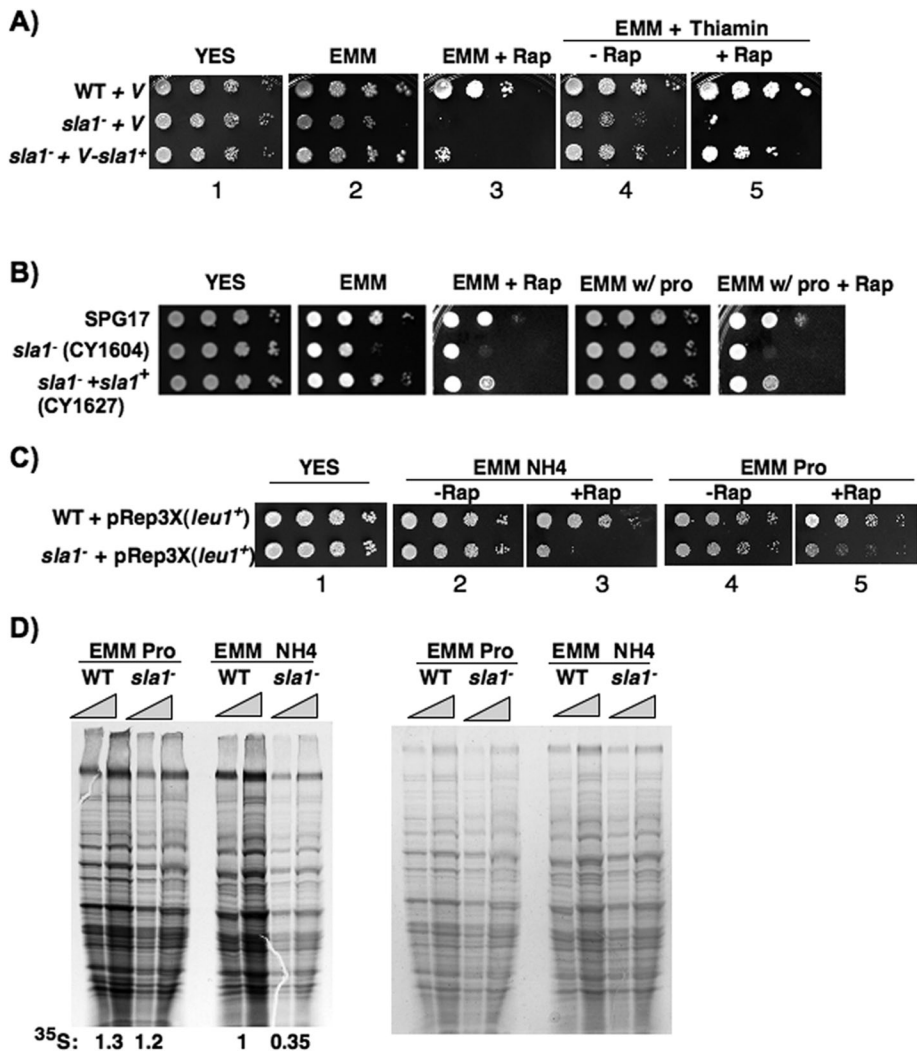 A)
EMM + Thiamin
YES EMM EMM + Rap - Rap + Rap
WT + V
sla1- + V
sla1- + V-sla1+
1 2 3 4 5
B)
YES EMM EMM + Rap EMM w/ pro EMM w/ pro + Rap
SPG17
sla1- (CY1604)
sla1- +sla1+
(CY1627)
C)
YES EMM NH4 EMM Pro
-Rap +Rap -Rap +Rap
WT + pRep3X(leu1+)
sla1- + pRep3X(leu1+)
1 2 3 4 5
D)
EMM Pro EMM NH4 EMM Pro EMM NH4
WT sla1- WT sla1- WT sla1- WT sla1-
35S: 1.3 1.2 1 0.35